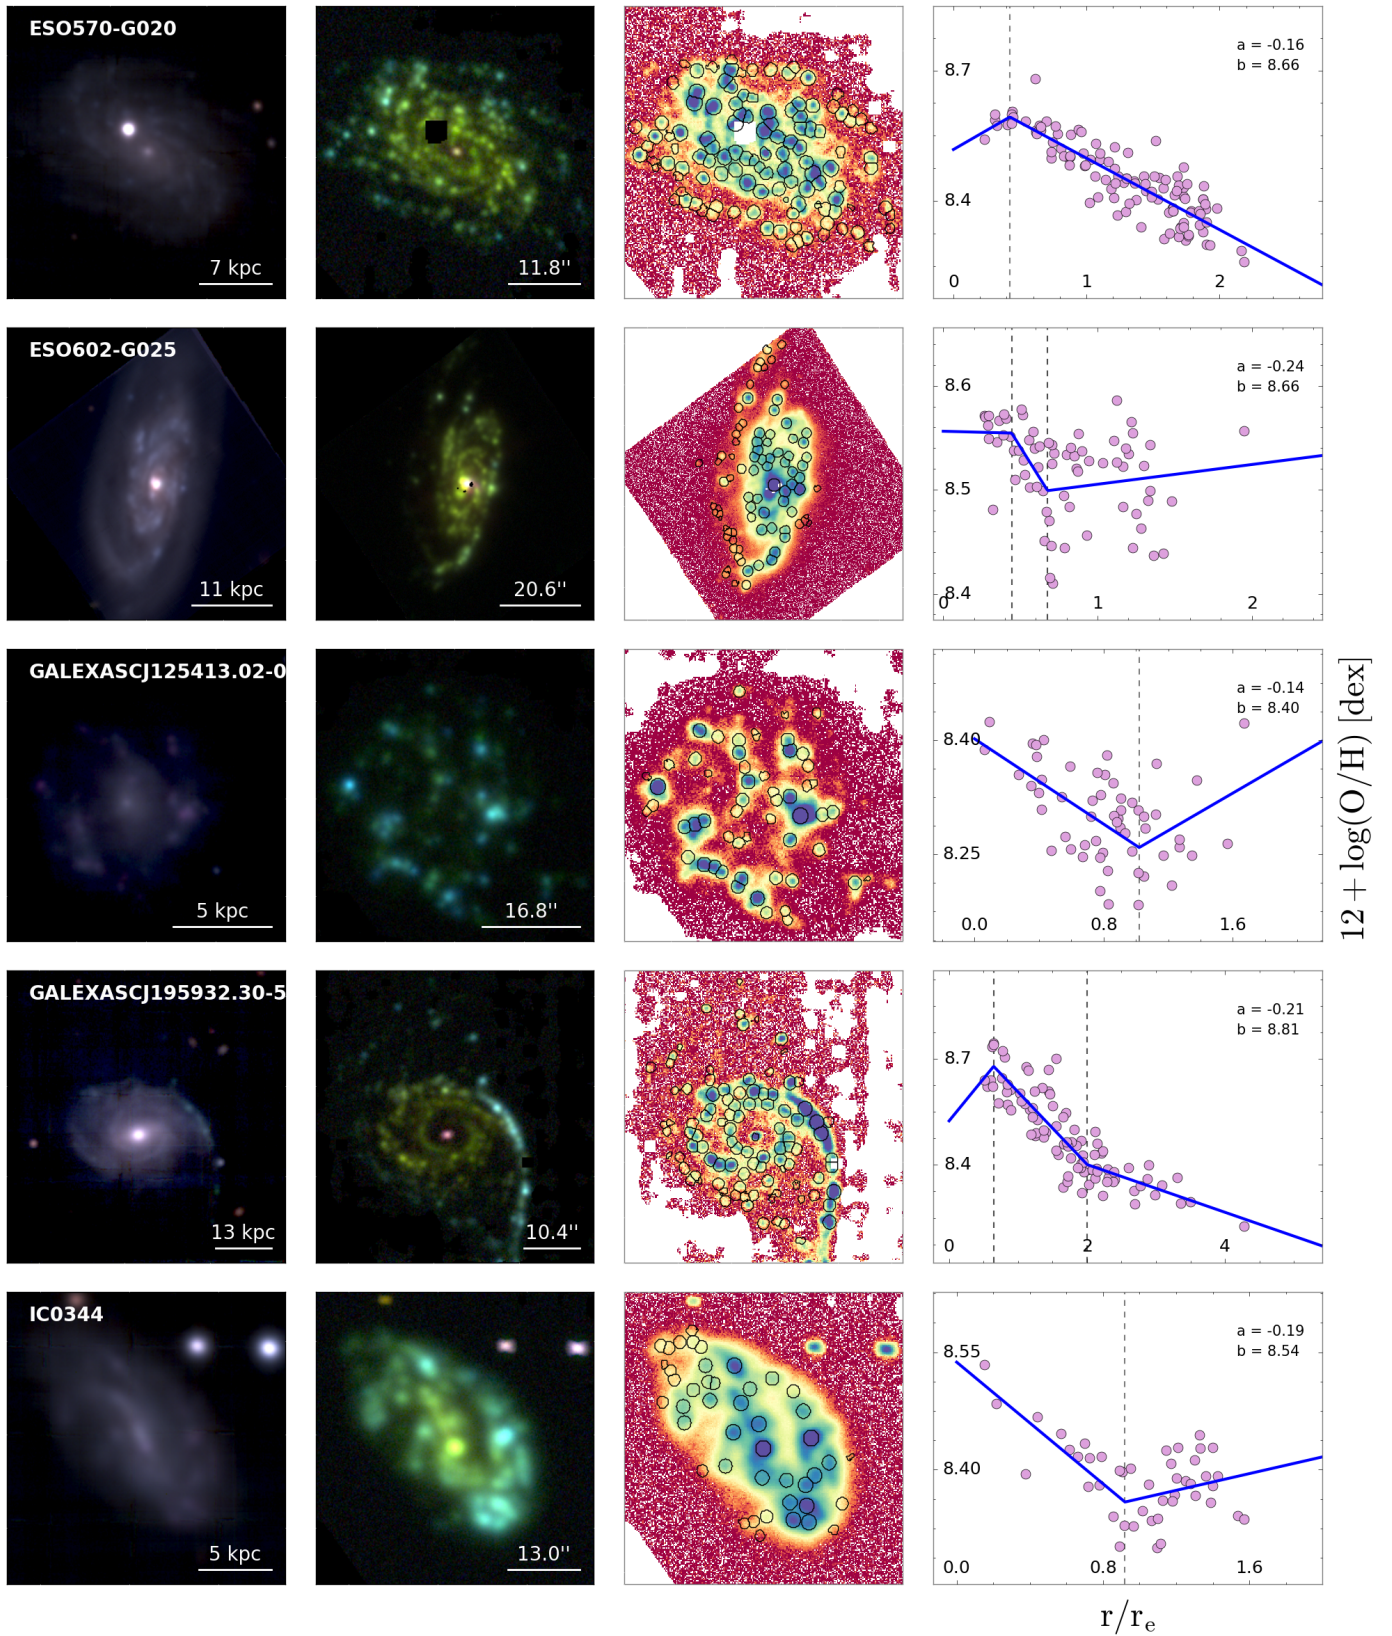 ESO570-G020
7 kpc
11.8''
a = -0.16
b = 8.66
8.7
8.4
0 1 2
ESO602-G025
11 kpc
20.6''
a = -0.24
b = 8.66
8.6
8.5
8.4
0 1 2
GALEXASCJ125413.02-0
5 kpc
16.8''
a = -0.14
b = 8.40
8.40
8.25
0.0 0.8 1.6
12 + log(O/H) [dex]
GALEXASCJ195932.30-5
13 kpc
10.4''
a = -0.21
b = 8.81
8.7
8.4
0 2 4
IC0344
5 kpc
13.0''
a = -0.19
b = 8.54
8.55
8.40
0.0 0.8 1.6
r/re